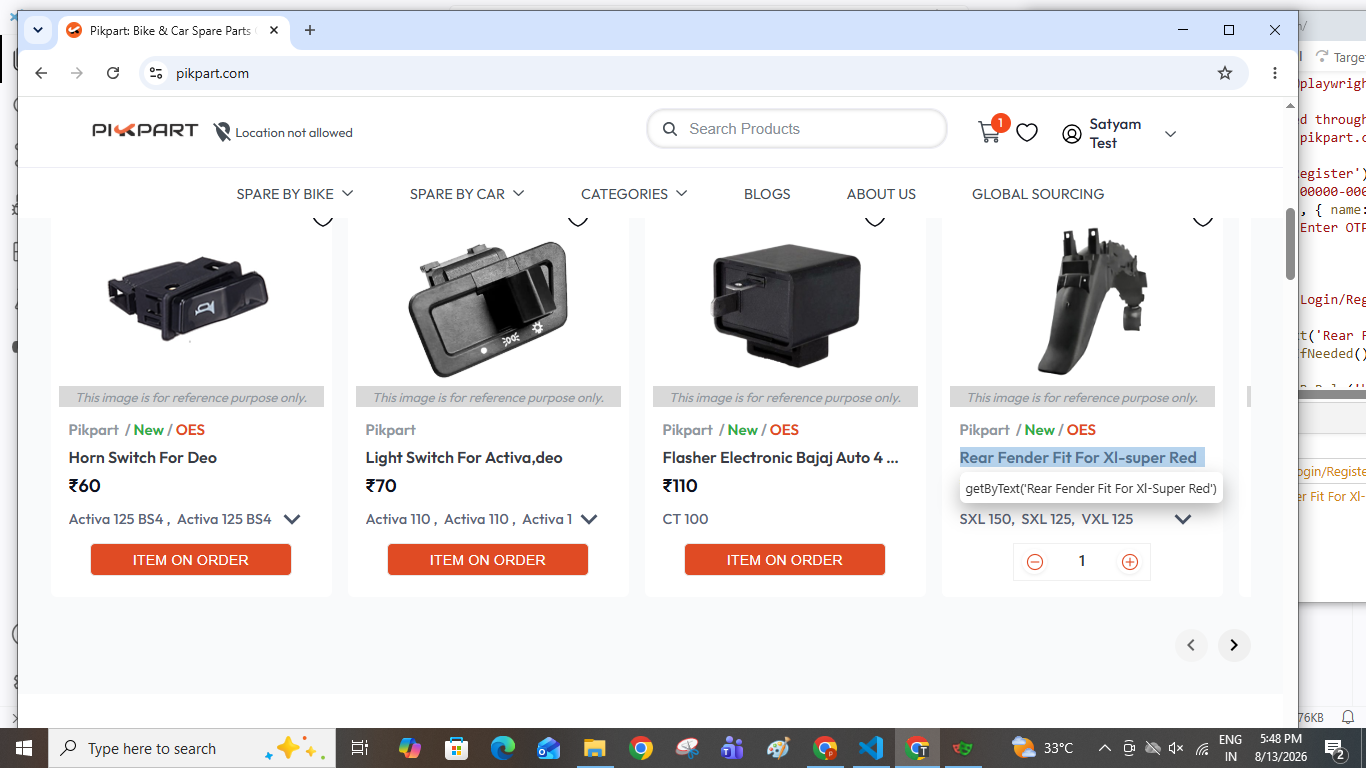 Pikpart: Bike & Car Spare Parts
pikpart.com
Target
playwrigh
PIKPART
Location not allowed
Search Products
1
Satyam
Test
ed through
pikpart.c
SPARE BY BIKE
SPARE BY CAR
CATEGORIES
BLOGS
ABOUT US
GLOBAL SOURCING
egister')
00000-000
, { name:
Enter OTP
Login/Reg
t('Rear F
fNeeded()
This image is for reference purpose only.
This image is for reference purpose only.
This image is for reference purpose only.
This image is for reference purpose only.
Pikpart / New / OES
Pikpart
Pikpart / New / OES
Pikpart / New / OES
Horn Switch For Deo
Light Switch For Activa,deo
Flasher Electronic Bajaj Auto 4 ...
Rear Fender Fit For Xl-super Red
₹60
₹70
₹110
getByText('Rear Fender Fit For Xl-Super Red')
ogin/Registe
er Fit For Xl-
Activa 125 BS4 , Activa 125 BS4
Activa 110 , Activa 110 , Activa 1
CT 100
SXL 150, SXL 125, VXL 125
ITEM ON ORDER
ITEM ON ORDER
ITEM ON ORDER
1
76KB
Type here to search
33°C
ENG
IN
5:48 PM
8/13/2026
2